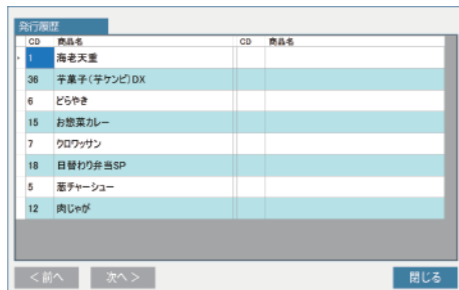 発行履歴
CD 商品名 CD 商品名
1 海老天重
36 芋菓子(芋ケンピ)DX
6 どらやき
15 お惣菜カレー
7 クロワッサン
18 日替わり弁当SP
5 葱チャーシュー
12 肉じゃが
<前へ 次へ> 閉じる